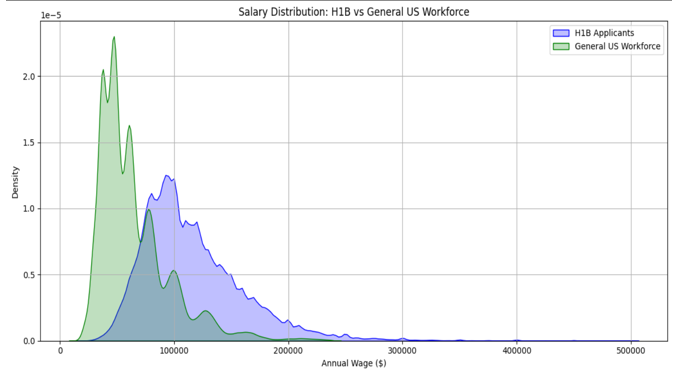 Salary Distribution: H1B vs General US Workforce
1e−5
H1B Applicants
General US Workforce
2.0
1.5
1.0
0.5
0.0
Density
0 100000 200000 300000 400000 500000
Annual Wage ($)